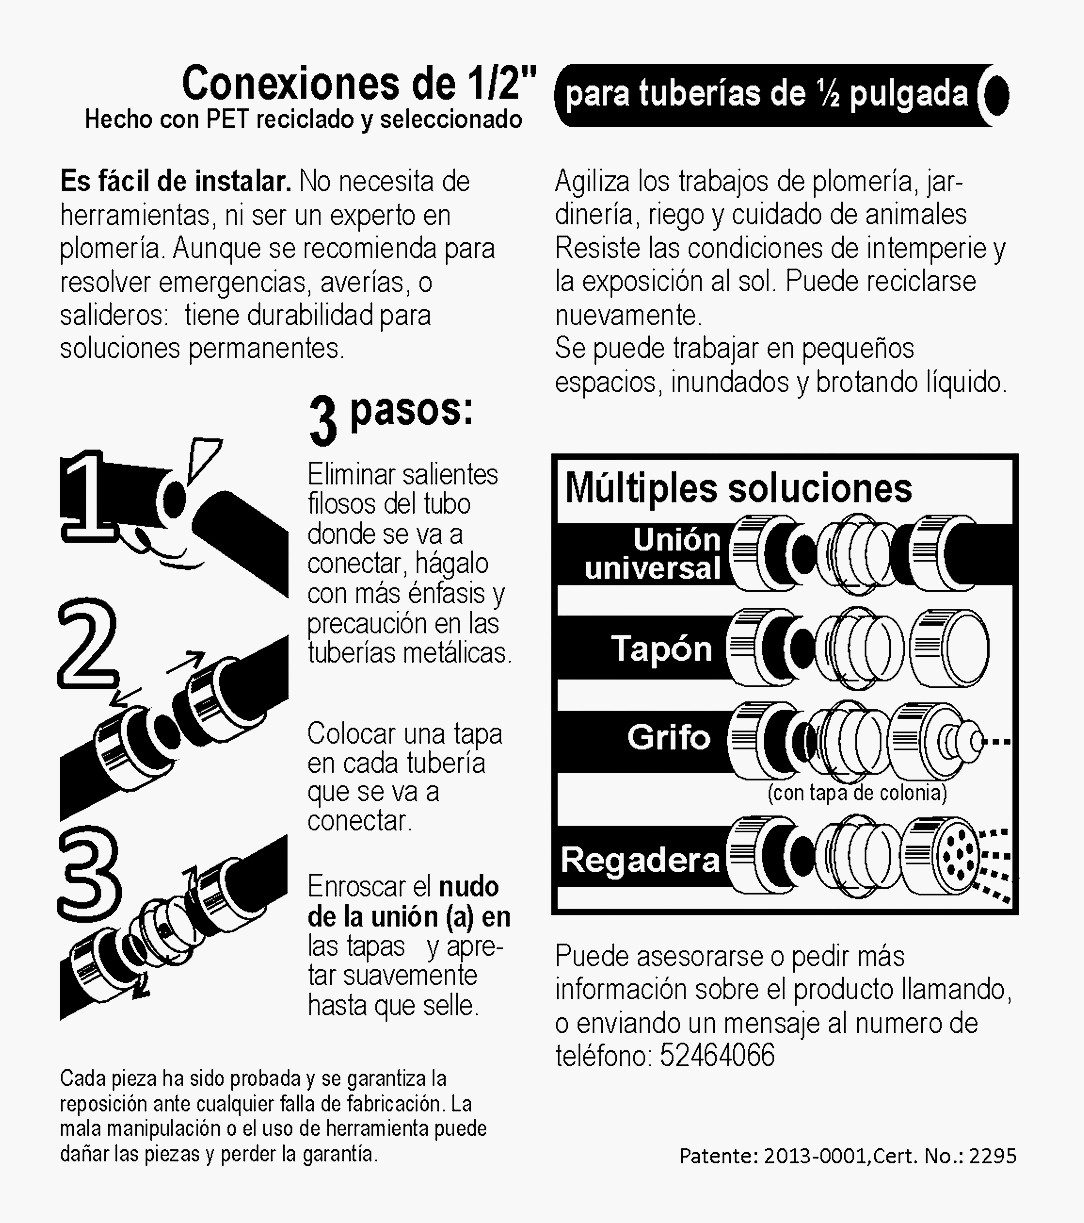 Conexiones de 1/2"
Hecho con PET reciclado y seleccionado
para tuberías de ½ pulgada
Es fácil de instalar. No necesita de
herramientas, ni ser un experto en
plomería. Aunque se recomienda para
resolver emergencias, averías, o
salideros: tiene durabilidad para
soluciones permanentes.
3 pasos:
1
Eliminar salientes
filosos del tubo
donde se va a
conectar, hágalo
con más énfasis y
precaución en las
tuberías metálicas.
2
Colocar una tapa
en cada tubería
que se va a
conectar.
3
Enroscar el nudo
de la unión (a) en
las tapas y apre-
tar suavemente
hasta que selle.
Cada pieza ha sido probada y se garantiza la
reposición ante cualquier falla de fabricación. La
mala manipulación o el uso de herramienta puede
dañar las piezas y perder la garantía.
Agiliza los trabajos de plomería, jar-
dinería, riego y cuidado de animales
Resiste las condiciones de intemperie y
la exposición al sol. Puede reciclarse
nuevamente.
Se puede trabajar en pequeños
espacios, inundados y brotando líquido.
Múltiples soluciones
Unión
universal
Tapón
Grifo
(con tapa de colonia)
Regadera
Puede asesorarse o pedir más
información sobre el producto llamando,
o enviando un mensaje al numero de
teléfono: 52464066
Patente: 2013-0001,Cert. No.: 2295